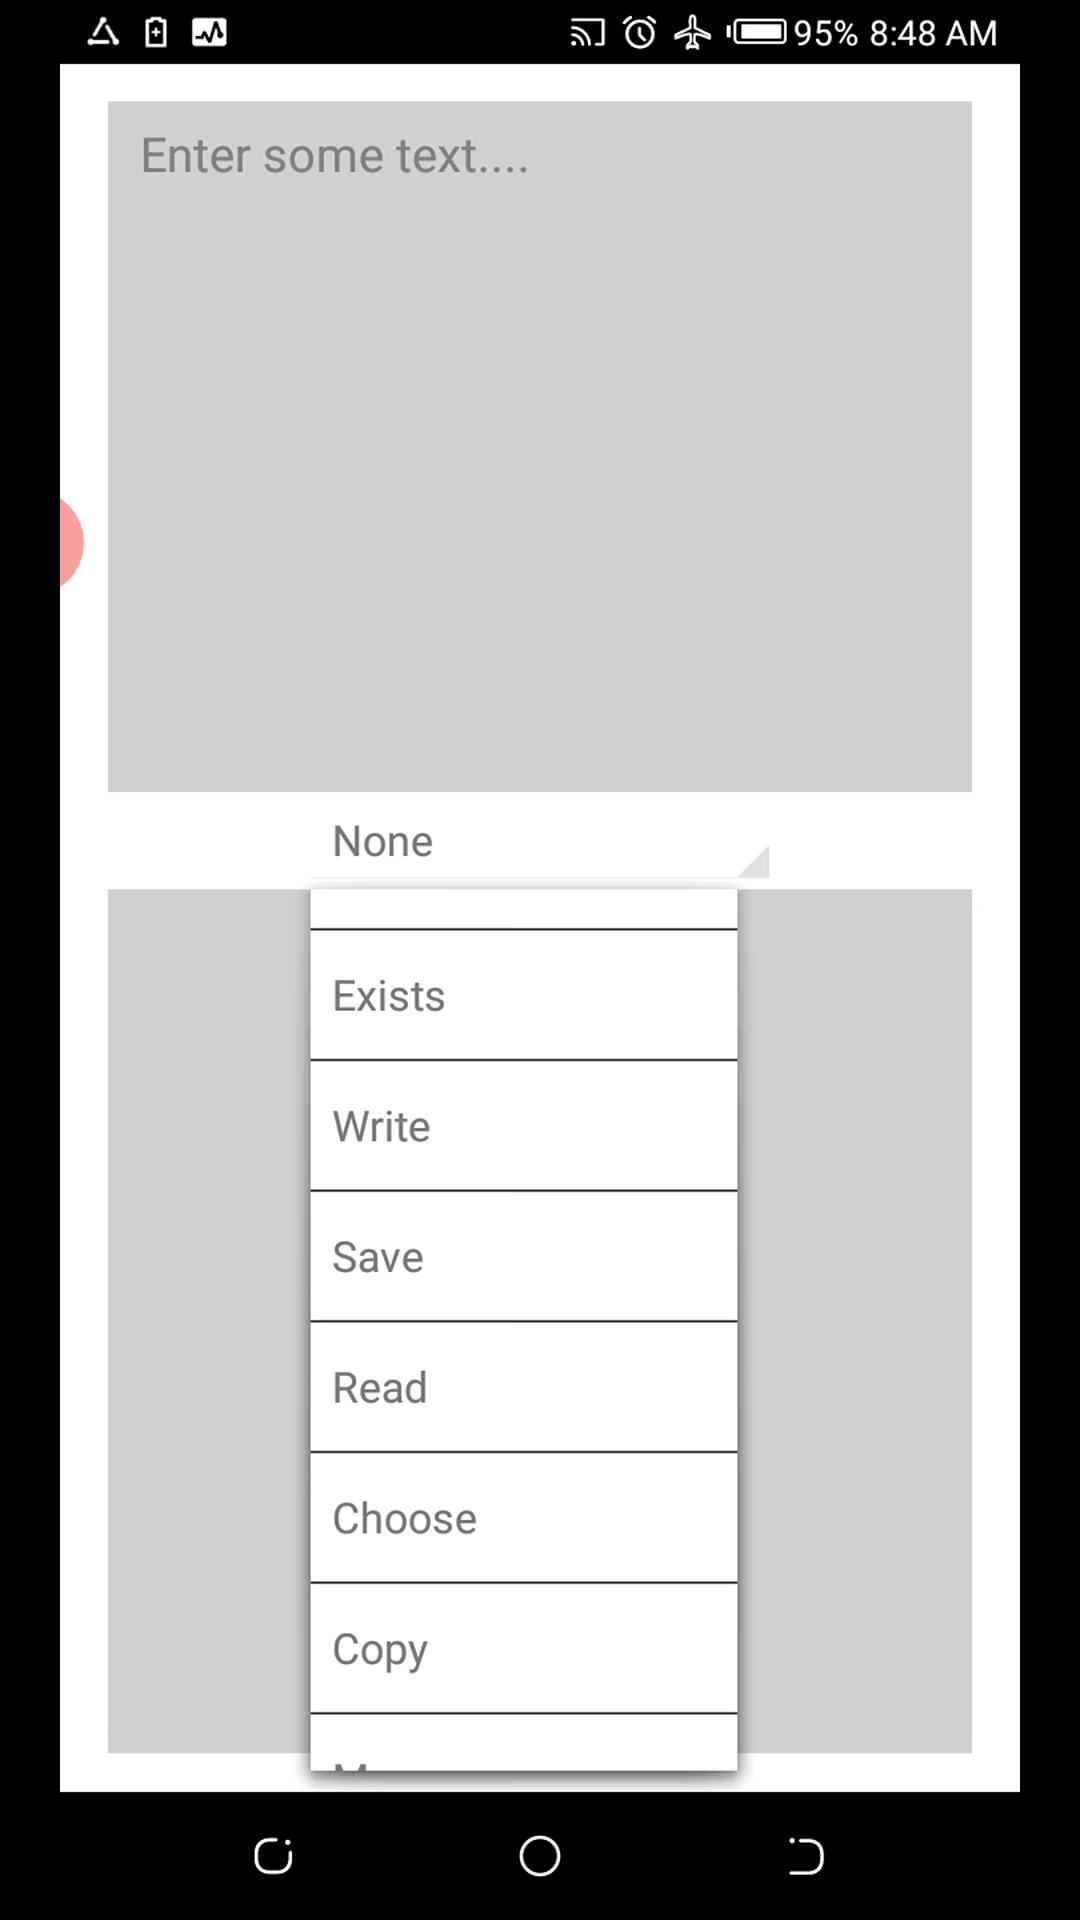 95% 8:48 AM
Enter some text....
None
Exists
Write
Save
Read
Choose
Copy